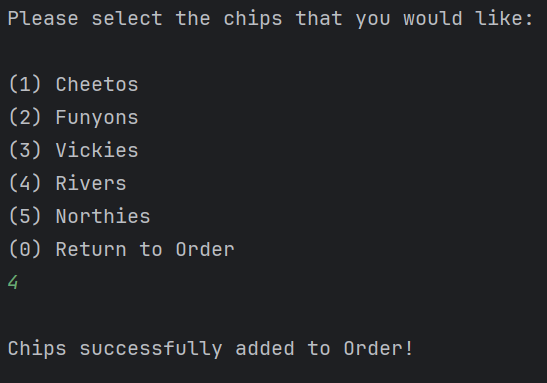 Please select the chips that you would like:
(1) Cheetos
(2) Funyons
(3) Vickies
(4) Rivers
(5) Northies
(0) Return to Order
4
Chips successfully added to Order!